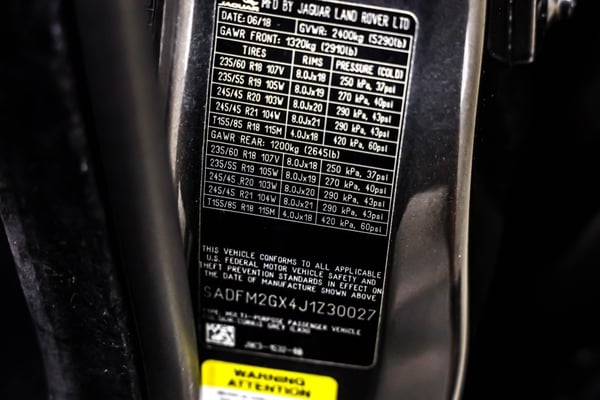 JAGUAR
MFD BY JAGUAR LAND ROVER LTD
DATE: 06/18 GVWR: 2400kg (5290lb)
GAWR FRONT: 1320kg (2910lb)
TIRES RIMS PRESSURE (COLD)
235/60 R18 107V 8.0Jx18 250 kPa, 37psi
235/55 R19 105W 8.0Jx19 270 kPa, 40psi
245/45 R20 103W 8.0Jx20 290 kPa, 43psi
245/45 R21 104W 8.0Jx21 290 kPa, 43psi
T155/85 R18 115M 4.0Jx18 420 kPa, 60psi
GAWR REAR: 1200kg (2645lb)
235/60 R18 107V 8.0Jx18 250 kPa, 37psi
235/55 R19 105W 8.0Jx19 270 kPa, 40psi
245/45 R20 103W 8.0Jx20 290 kPa, 43psi
245/45 R21 104W 8.0Jx21 290 kPa, 43psi
T155/85 R18 115M 4.0Jx18 420 kPa, 60psi
THIS VEHICLE CONFORMS TO ALL APPLICABLE
U.S. FEDERAL MOTOR VEHICLE SAFETY AND
THEFT PREVENTION STANDARDS IN EFFECT ON
THE DATE OF MANUFACTURE SHOWN ABOVE
SADFM2GX4J1Z30027
TYPE: MULTI-PURPOSE PASSENGER VEHICLE
WARNING
ATTENTION